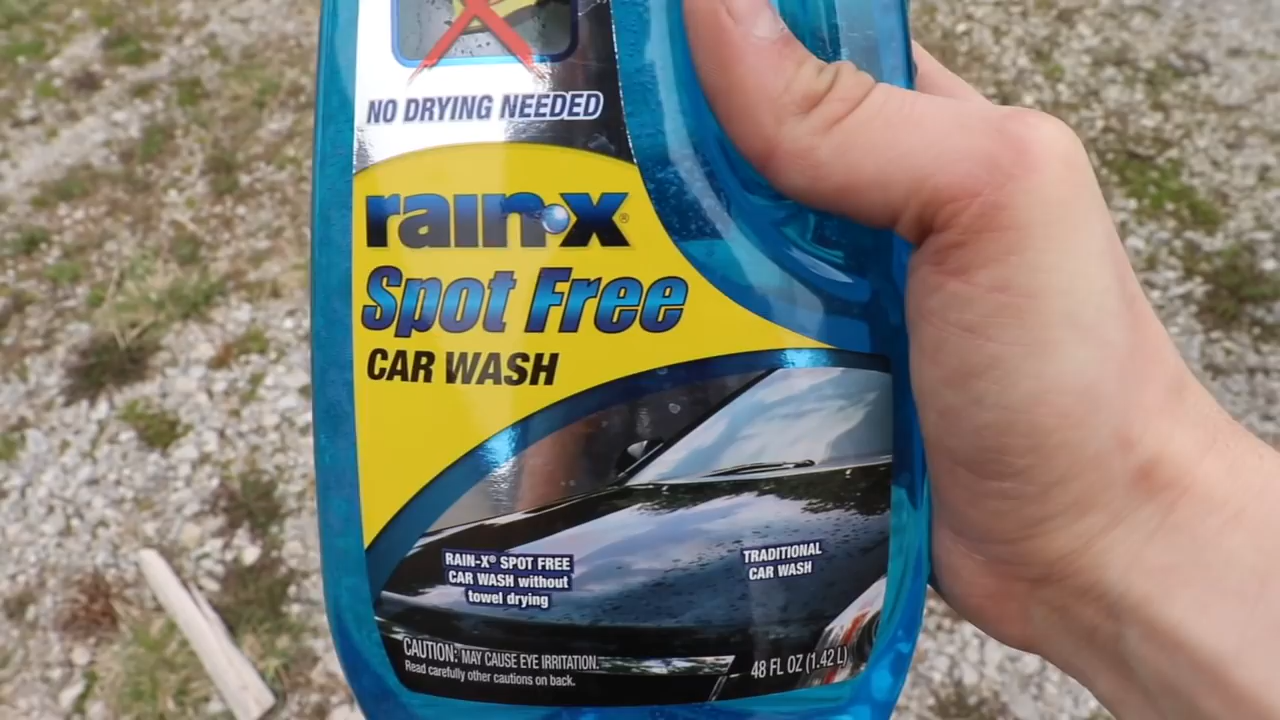 NO DRYING NEEDED
rain·x®
Spot Free
CAR WASH
RAIN-X® SPOT FREE
CAR WASH without
towel drying
TRADITIONAL
CAR WASH
CAUTION: MAY CAUSE EYE IRRITATION.
Read carefully other cautions on back.
48 FL OZ (1.42 L)